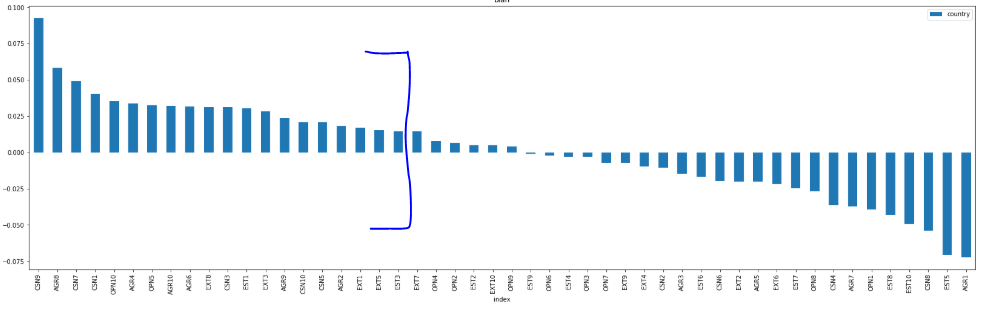 0.100
country
0.075
0.050
0.025
0.000
−0.025
−0.050
−0.075
CSN9 AGR8 CSN7 CSN1 OPN10 AGR4 OPN5 AGR10 AGR6 EXT8 CSN3 EST1 EXT3 AGR9 CSN10 CSN5 AGR2 EXT1 EXT5 EST3 EXT7 OPN4 OPN2 EST2 EXT10 OPN9 EST9 OPN6 EST4 OPN3 OPN7 EXT9 EXT4 CSN2 AGR3 EST6 CSN6 EXT2 AGR5 EXT6 EST7 OPN8 CSN4 AGR7 OPN1 EST8 EST10 CSN8 EST5 AGR1
index